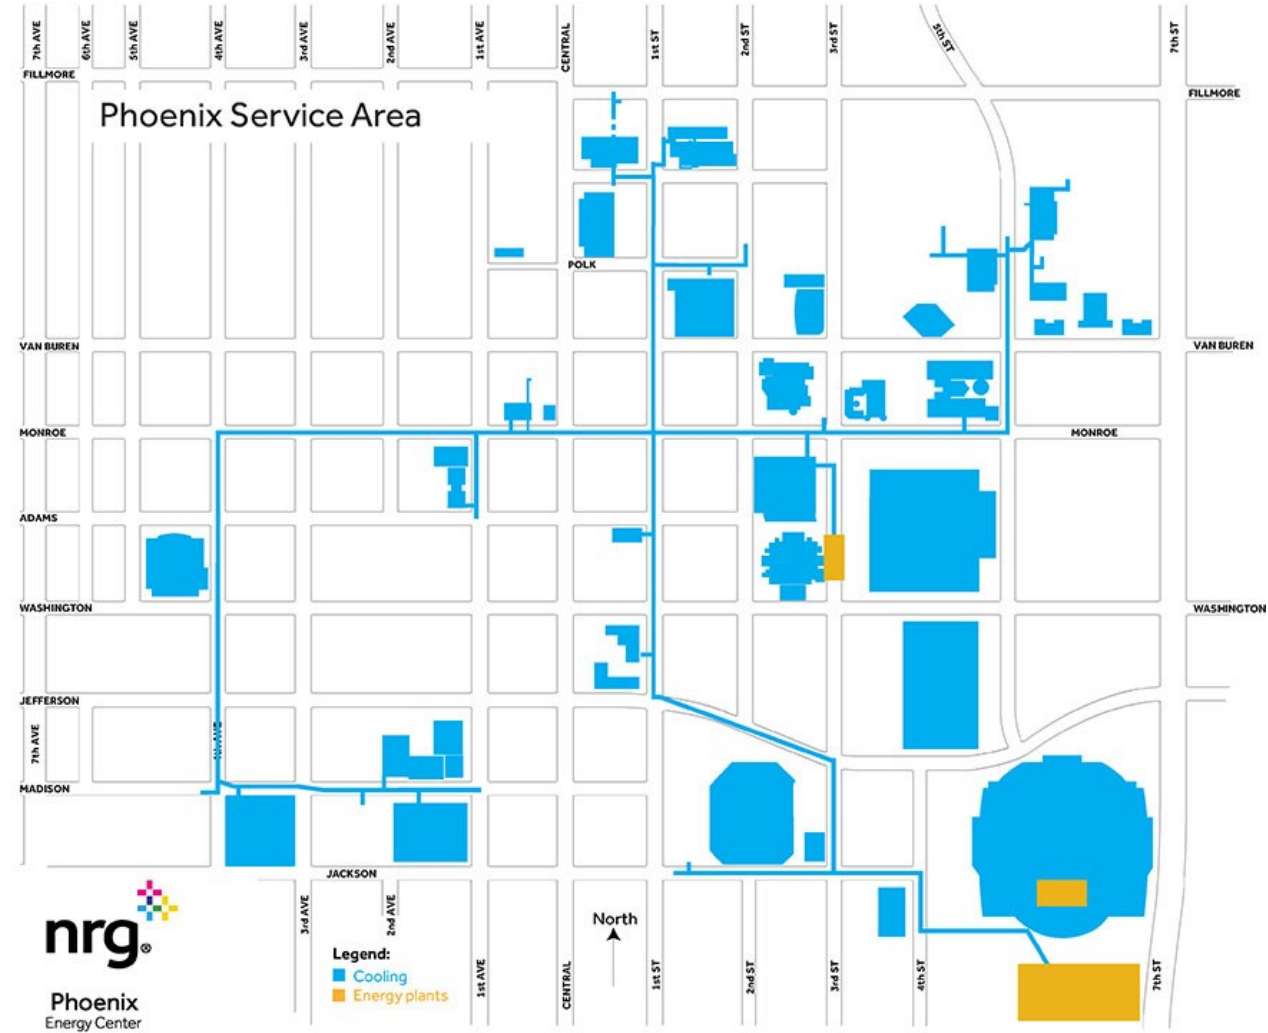 7th AVE
6th AVE
5th AVE
4th AVE
3rd AVE
2nd AVE
1st AVE
CENTRAL
1st ST
2nd ST
3rd ST
5th ST
7th ST
FILLMORE
FILLMORE
Phoenix Service Area
POLK
VAN BUREN
VAN BUREN
MONROE
MONROE
ADAMS
WASHINGTON
WASHINGTON
JEFFERSON
7th AVE
4th AVE
MADISON
JACKSON
3rd AVE
2nd AVE
nrg®
Phoenix
Energy Center
Legend:
Cooling
Energy plants
North
1st AVE
CENTRAL
1st ST
2nd ST
3rd ST
4th ST
7th ST